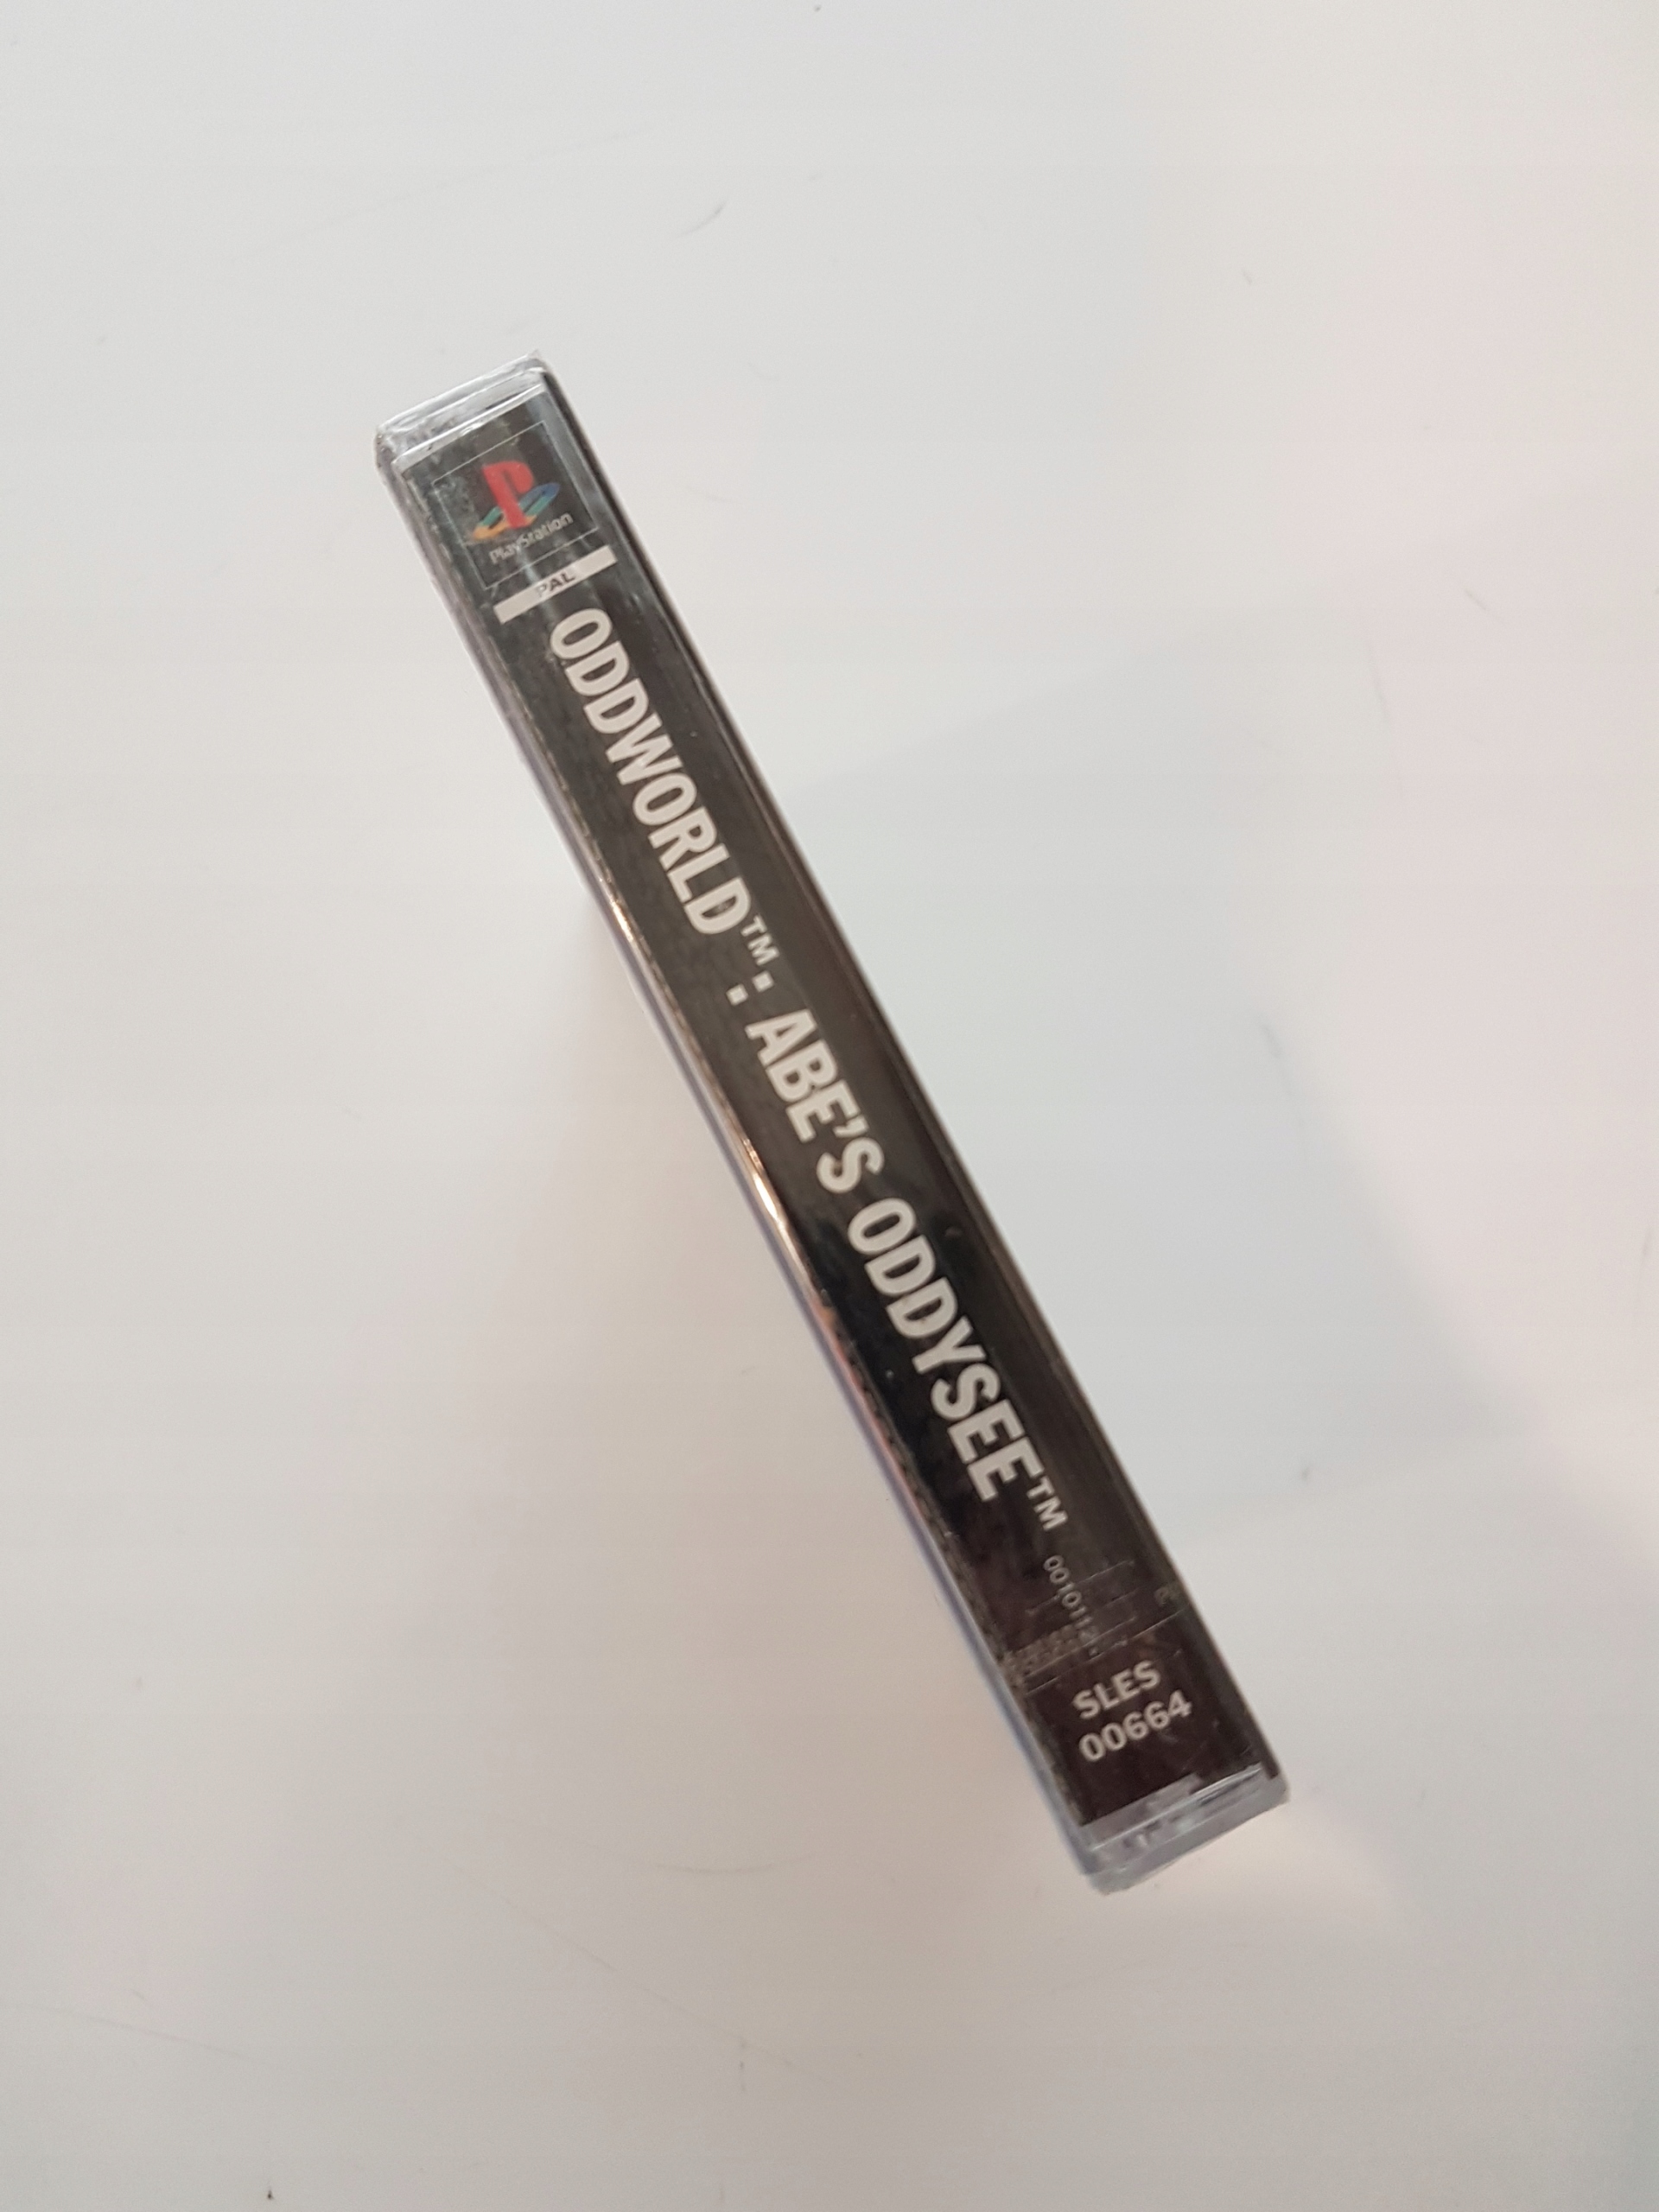 PlayStation
PAL
ODDWORLD™: ABE'S ODDYSEE™
SLES
00664